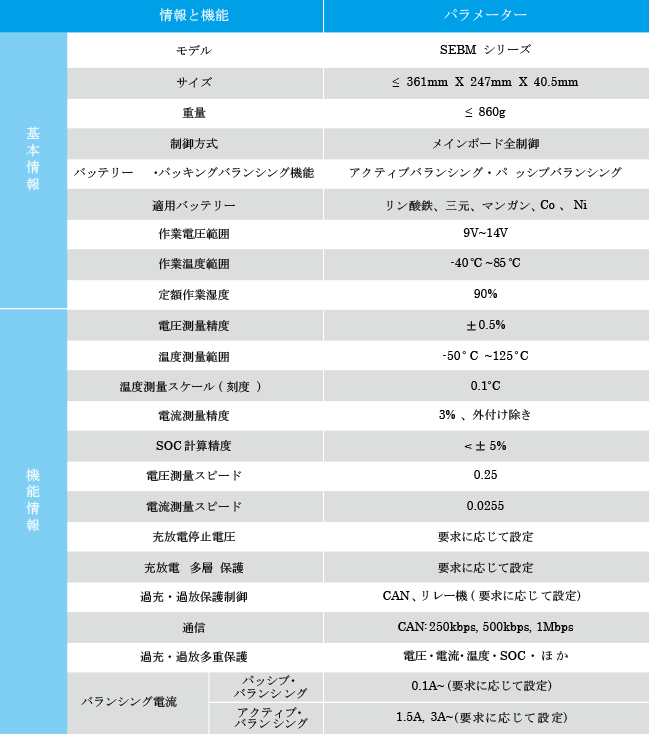 情報と機能 パラメーター
基本情報
モデル SEBM シリーズ
サイズ ≤ 361mm X 247mm X 40.5mm
重量 ≤ 860g
制御方式 メインボード全制御
バッテリー ・パッキングバランシング機能 アクティブバランシング・パ ッシブバランシング
適用バッテリー リン酸鉄、三元、マンガン、Co 、 Ni
作業電圧範囲 9V~14V
作業温度範囲 -40℃ ~85℃
定額作業湿度 90%
機能情報
電圧測量精度 ±0.5%
温度測量範囲 -50°C ~125°C
温度測量スケール ( 刻度 ) 0.1℃
電流測量精度 3% 、外付け除き
SOC 計算精度 <± 5%
電圧測量スピード 0.25
電流測量スピード 0.0255
充放電停止電圧 要求に応じて設定
充放電 多層 保護 要求に応じて設定
過充・過放保護制御 CAN、リレー機 ( 要求に応じて設定)
通信 CAN: 250kbps, 500kbps, 1Mbps
過充・過放多重保護 電圧・電流・温度・SOC・ほか
バランシング電流
パッシブ・
バランシング
0.1A~ (要求に応じて設定)
アクティブ・
バランシング
1.5A, 3A~(要求に応じて設定)